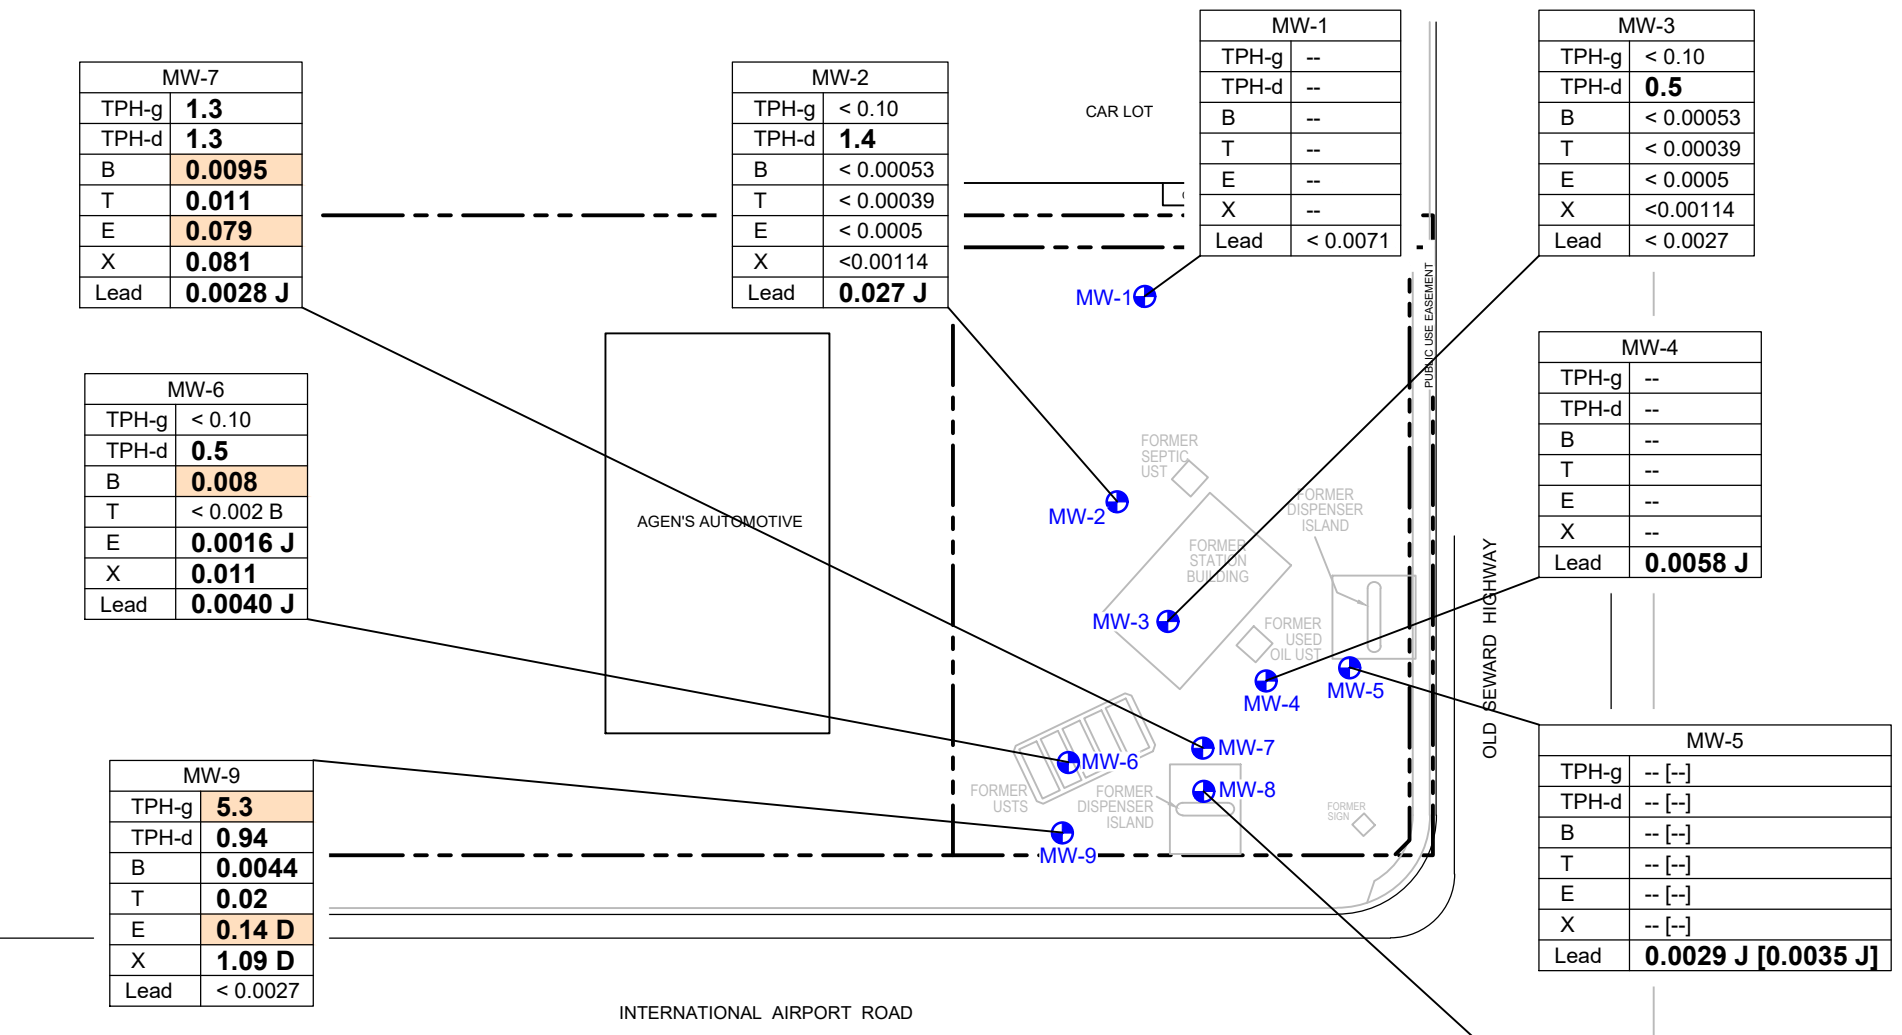 MW-1
TPH-g --
TPH-d --
B --
T --
E --
X --
Lead < 0.0071
MW-3
TPH-g < 0.10
TPH-d 0.5
B < 0.00053
T < 0.00039
E < 0.0005
X <0.00114
Lead < 0.0027
MW-7
TPH-g 1.3
TPH-d 1.3
B 0.0095
T 0.011
E 0.079
X 0.081
Lead 0.0028 J
MW-2
TPH-g < 0.10
TPH-d 1.4
B < 0.00053
T < 0.00039
E < 0.0005
X <0.00114
Lead 0.027 J
CAR LOT
PUBLIC USE EASEMENT
MW-1
MW-4
TPH-g --
TPH-d --
B --
T --
E --
X --
Lead 0.0058 J
MW-6
TPH-g < 0.10
TPH-d 0.5
B 0.008
T < 0.002 B
E 0.0016 J
X 0.011
Lead 0.0040 J
AGEN'S AUTOMOTIVE
FORMER
SEPTIC
UST
MW-2
FORMER
DISPENSER
ISLAND
FORMER
STATION
BUILDING
MW-3
FORMER
USED
OIL UST
MW-4
MW-5
OLD SEWARD HIGHWAY
MW-7
MW-6
MW-8
FORMER
USTS
FORMER
DISPENSER
ISLAND
FORMER
SIGN
MW-9
MW-9
TPH-g 5.3
TPH-d 0.94
B 0.0044
T 0.02
E 0.14 D
X 1.09 D
Lead < 0.0027
MW-5
TPH-g -- [--]
TPH-d -- [--]
B -- [--]
T -- [--]
E -- [--]
X -- [--]
Lead 0.0029 J [0.0035 J]
INTERNATIONAL AIRPORT ROAD